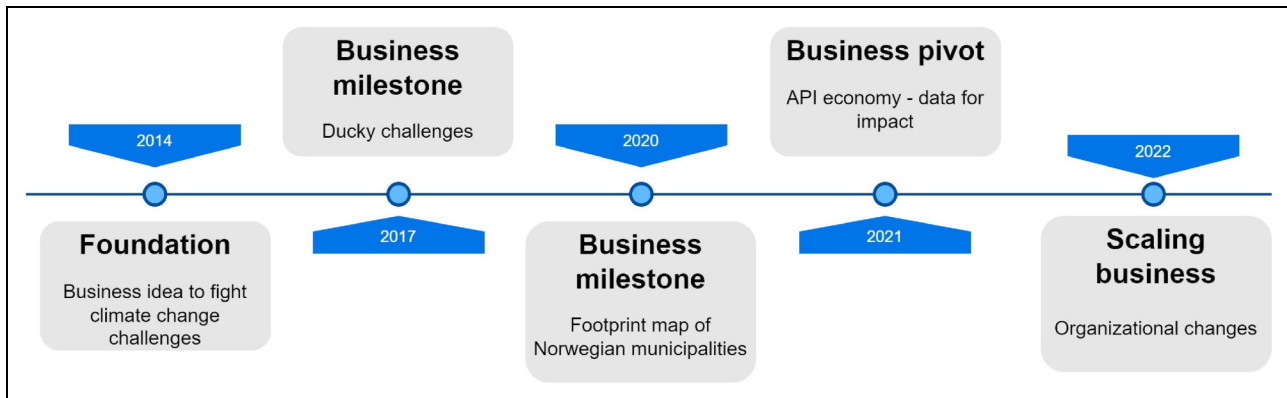 2014
Foundation
Business idea to fight
climate change
challenges
Business
milestone
Ducky challenges
2017
2020
Business
milestone
Footprint map of
Norwegian municipalities
Business pivot
API economy - data for
impact
2021
2022
Scaling
business
Organizational changes